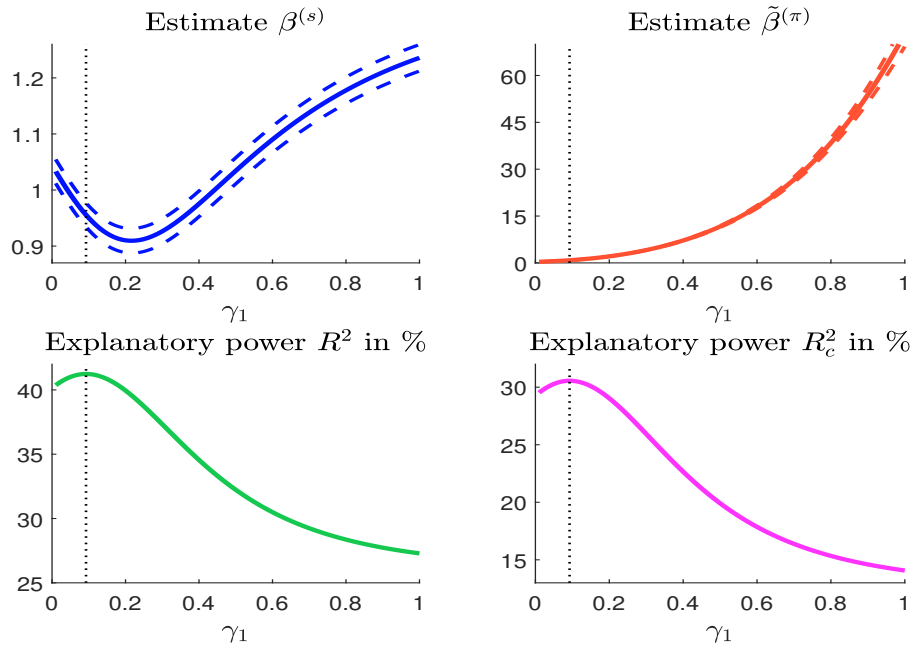 Estimate β^(s)
1.2
1.1
1
0.9
0 0.2 0.4 0.6 0.8 1
γ₁
Estimate β̃^(π)
60
45
30
15
0
0 0.2 0.4 0.6 0.8 1
γ₁
Explanatory power R² in %
40
35
30
25
0 0.2 0.4 0.6 0.8 1
γ₁
Explanatory power R²_c in %
30
25
20
15
0 0.2 0.4 0.6 0.8 1
γ₁